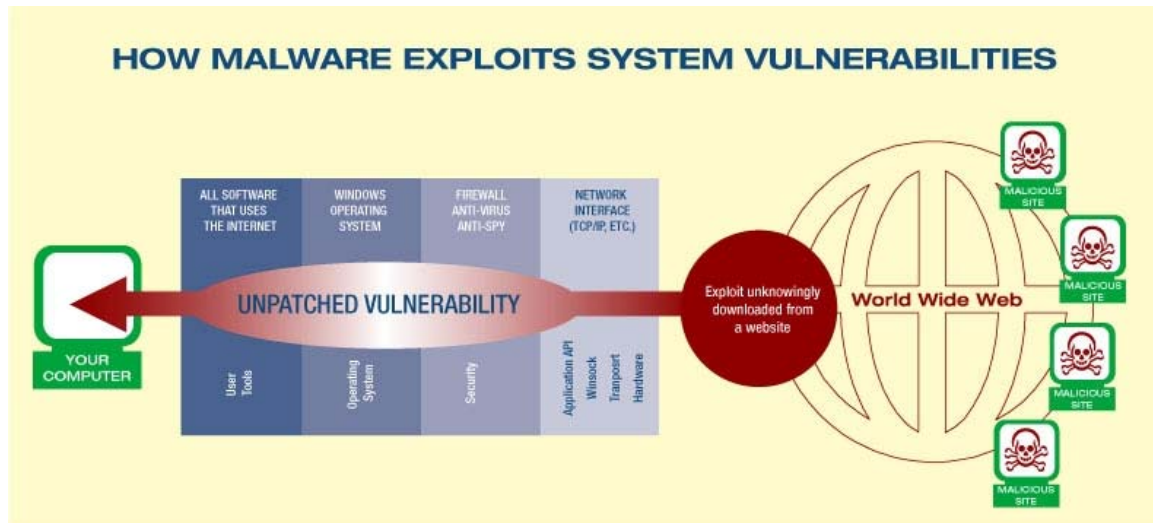 HOW MALWARE EXPLOITS SYSTEM VULNERABILITIES
ALL SOFTWARE
THAT USES
THE INTERNET
WINDOWS
OPERATING
SYSTEM
FIREWALL
ANTI-VIRUS
ANTI-SPY
NETWORK
INTERFACE
(TCP/IP, ETC.)
UNPATCHED VULNERABILITY
YOUR
COMPUTER
User
Tools
Operating
System
Security
Application API
Winsock
Tranposrt
Hardware
Exploit unknowingly
downloaded from
a website
World Wide Web
MALICIOUS
SITE
MALICIOUS
SITE
MALICIOUS
SITE
MALICIOUS
SITE